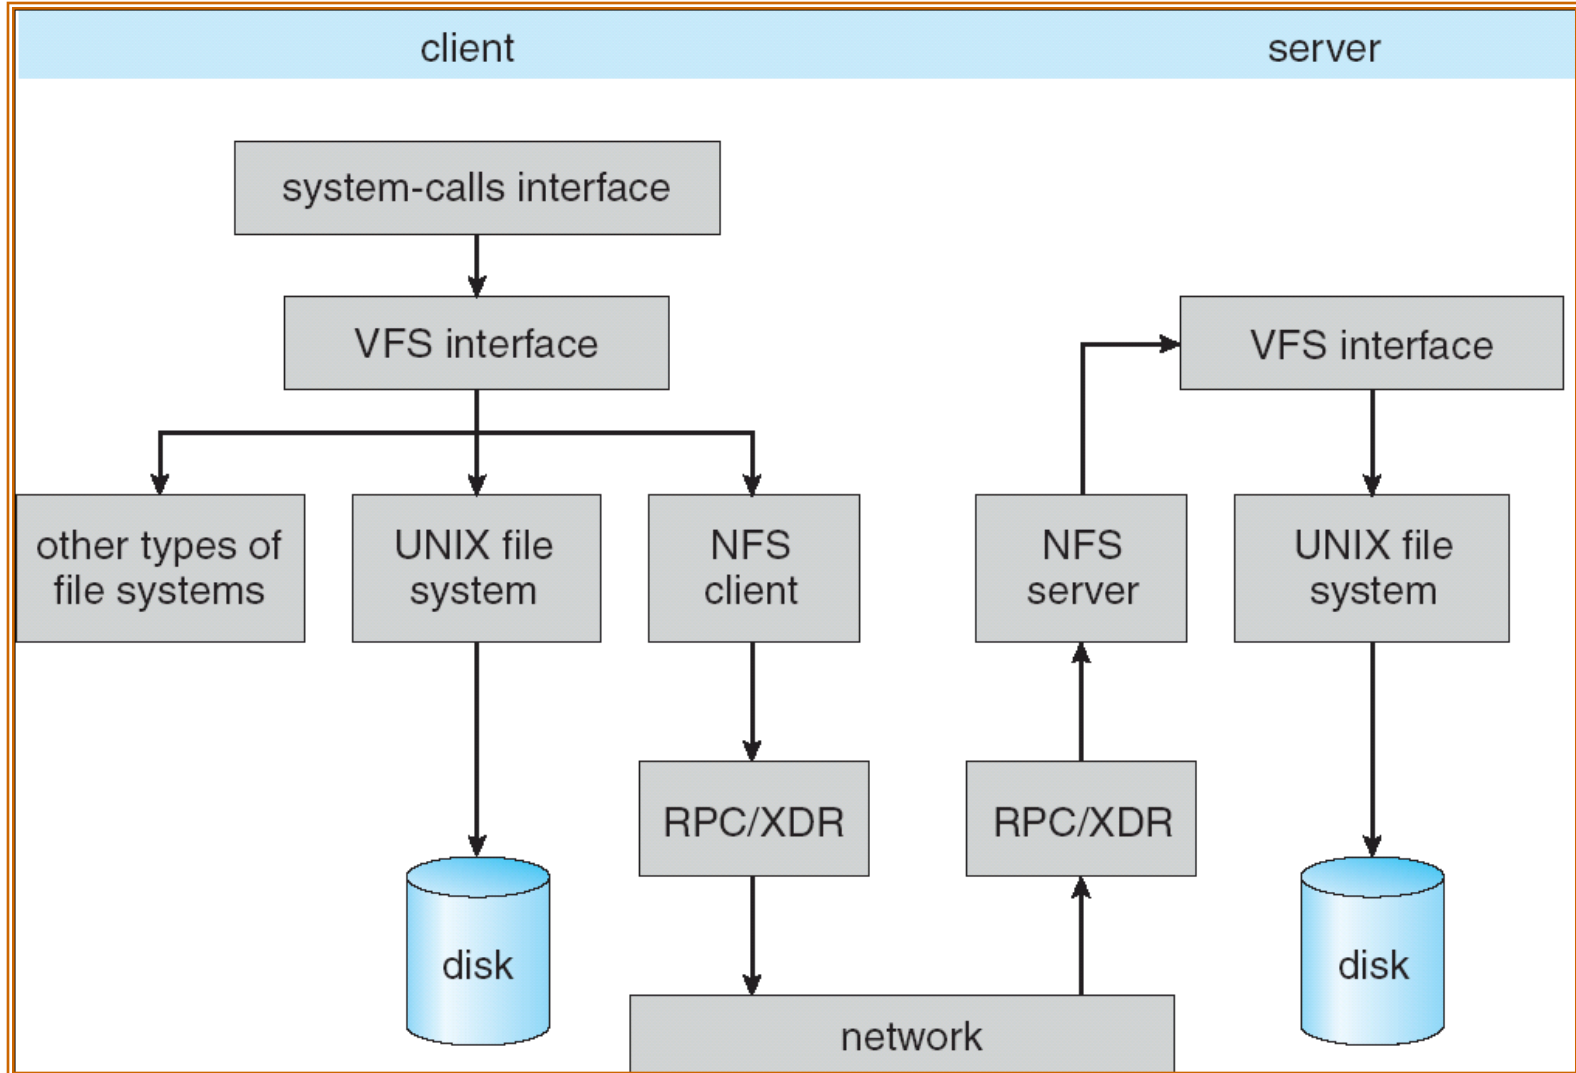 client
server
system-calls interface
VFS interface
VFS interface
other types of
file systems
UNIX file
system
NFS
client
NFS
server
UNIX file
system
RPC/XDR
RPC/XDR
disk
disk
network